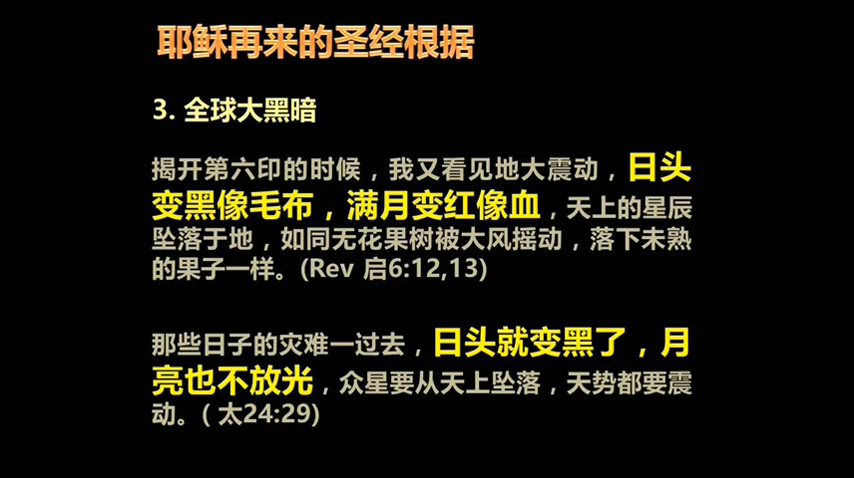 耶稣再来的圣经根据
3. 全球大黑暗
揭开第六印的时候，我又看见地大震动，日头
变黑像毛布，满月变红像血，天上的星辰
坠落于地，如同无花果树被大风摇动，落下未熟
的果子一样。(Rev 启6:12,13)
那些日子的灾难一过去，日头就变黑了，月
亮也不放光，众星要从天上坠落，天势都要震
动。( 太24:29)